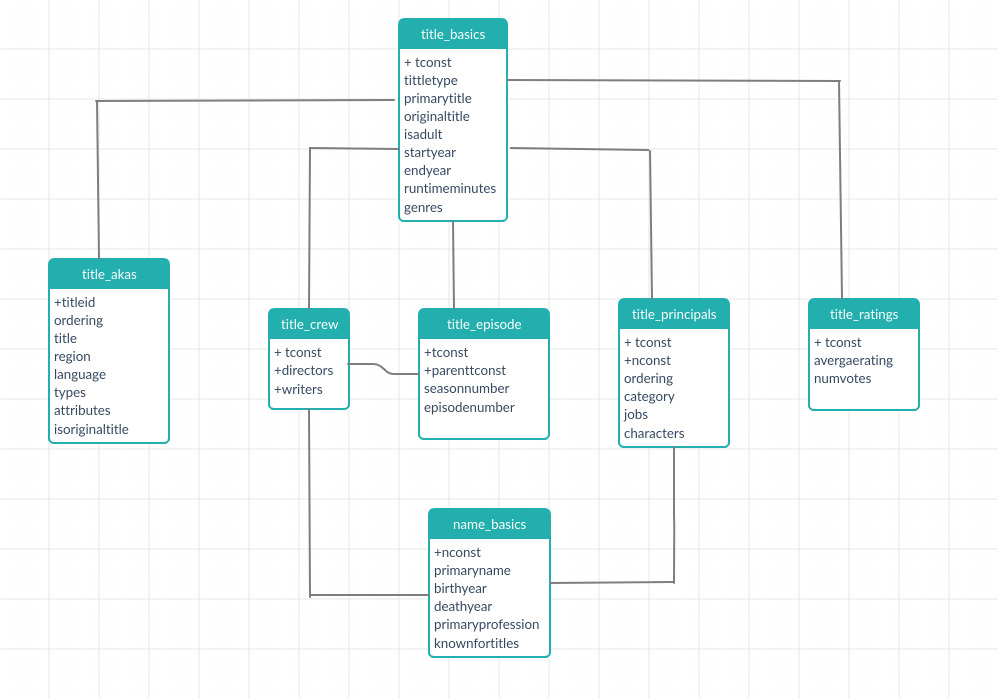 title_basics
+ tconst
tittletype
primarytitle
originaltitle
isadult
startyear
endyear
runtimeminutes
genres
title_akas
+titleid
ordering
title
region
language
types
attributes
isoriginaltitle
title_crew
+ tconst
+directors
+writers
title_episode
+tconst
+parenttconst
seasonnumber
episodenumber
title_principals
+ tconst
+nconst
ordering
category
jobs
characters
title_ratings
+ tconst
avergaerating
numvotes
name_basics
+nconst
primaryname
birthyear
deathyear
primaryprofession
knownfortitles